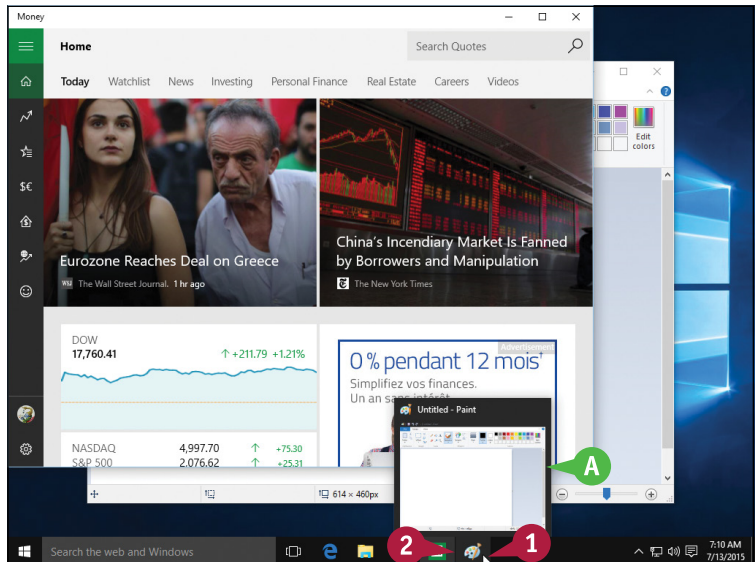 Money
Home
Search Quotes
Today Watchlist News Investing Personal Finance Real Estate Careers Videos
Edit
colors
$€
Eurozone Reaches Deal on Greece
WSJ The Wall Street Journal. 1 hr ago
China's Incendiary Market Is Fanned
by Borrowers and Manipulation
The New York Times
DOW
17,760.41 ↑ +211.79 +1.21%
NASDAQ 4,997.70 ↑ +75.30
S&P 500 2,076.62 ↑ +25.31
Advertisement
0 % pendant 12 mois†
Simplifiez vos finances.
Un an sans intérêt
Untitled - Paint
A
614 × 460px
Search the web and Windows
2
1
7:10 AM
7/13/2015